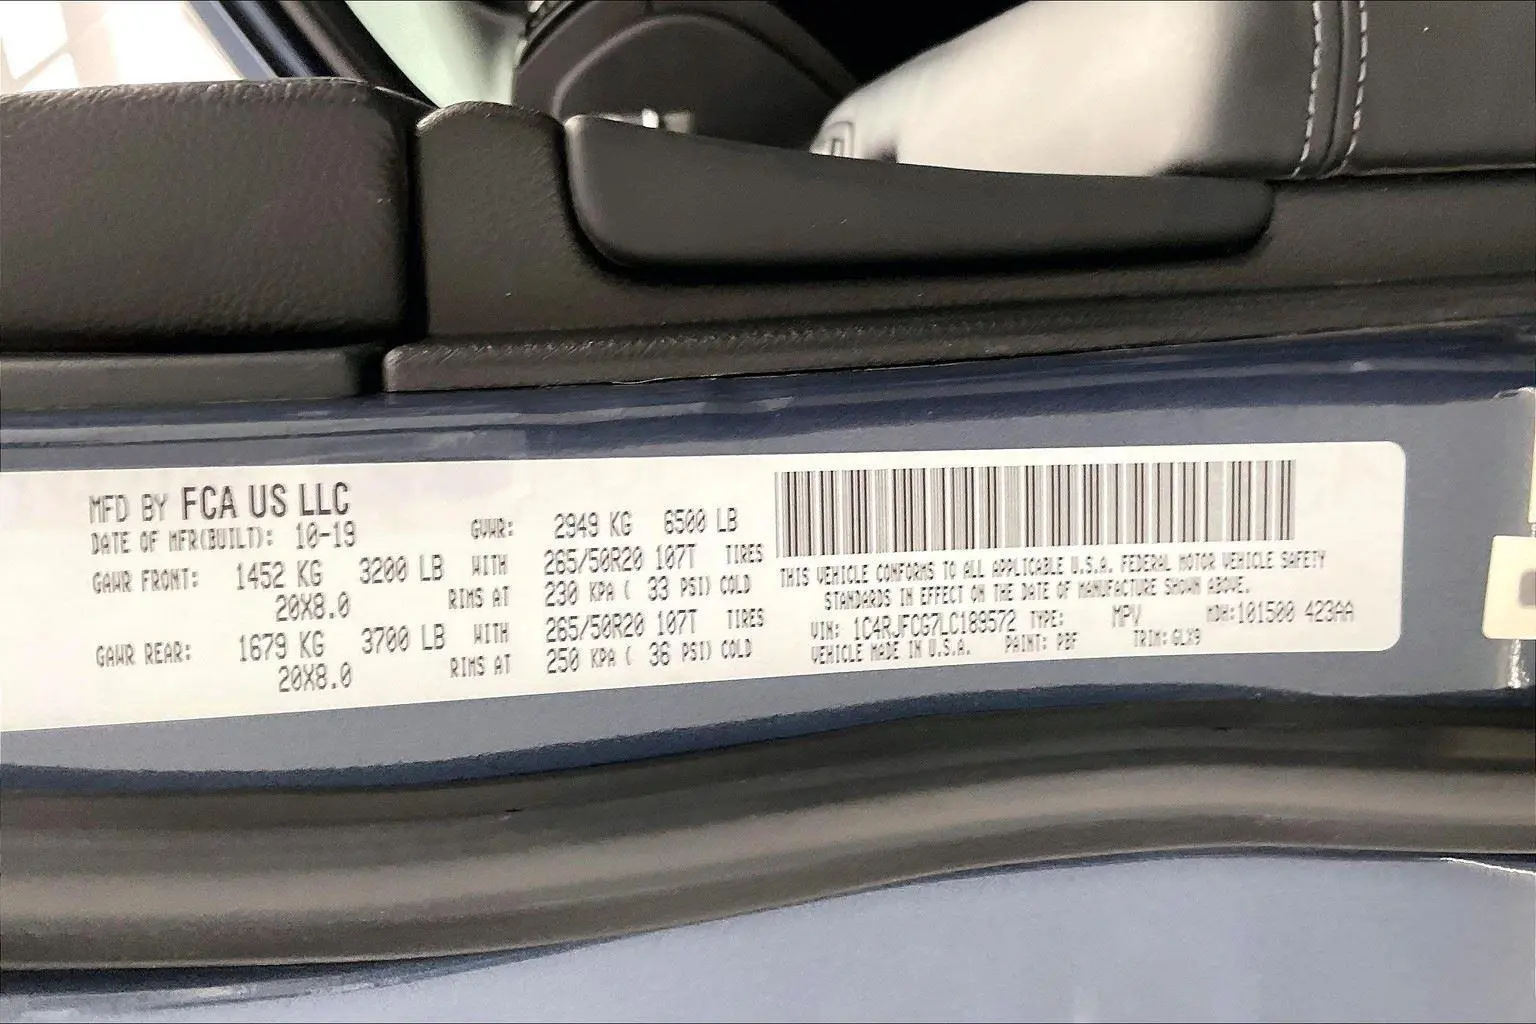 MFD BY FCA US LLC
DATE OF MFR(BUILT): 10-19 GVWR: 2949 KG 6500 LB
GAWR FRONT: 1452 KG 3200 LB WITH 265/50R20 107T TIRES
20X8.0 RIMS AT 230 KPA ( 33 PSI) COLD
GAWR REAR: 1679 KG 3700 LB WITH 265/50R20 107T TIRES
20X8.0 RIMS AT 250 KPA ( 36 PSI) COLD
THIS VEHICLE CONFORMS TO ALL APPLICABLE U.S.A. FEDERAL MOTOR VEHICLE SAFETY
STANDARDS IN EFFECT ON THE DATE OF MANUFACTURE SHOWN ABOVE.
VIN: 1C4RJFCG7LC189572 TYPE: MPV MDH:101500 423AA
VEHICLE MADE IN U.S.A. PAINT: PBF TRIM:GLX9